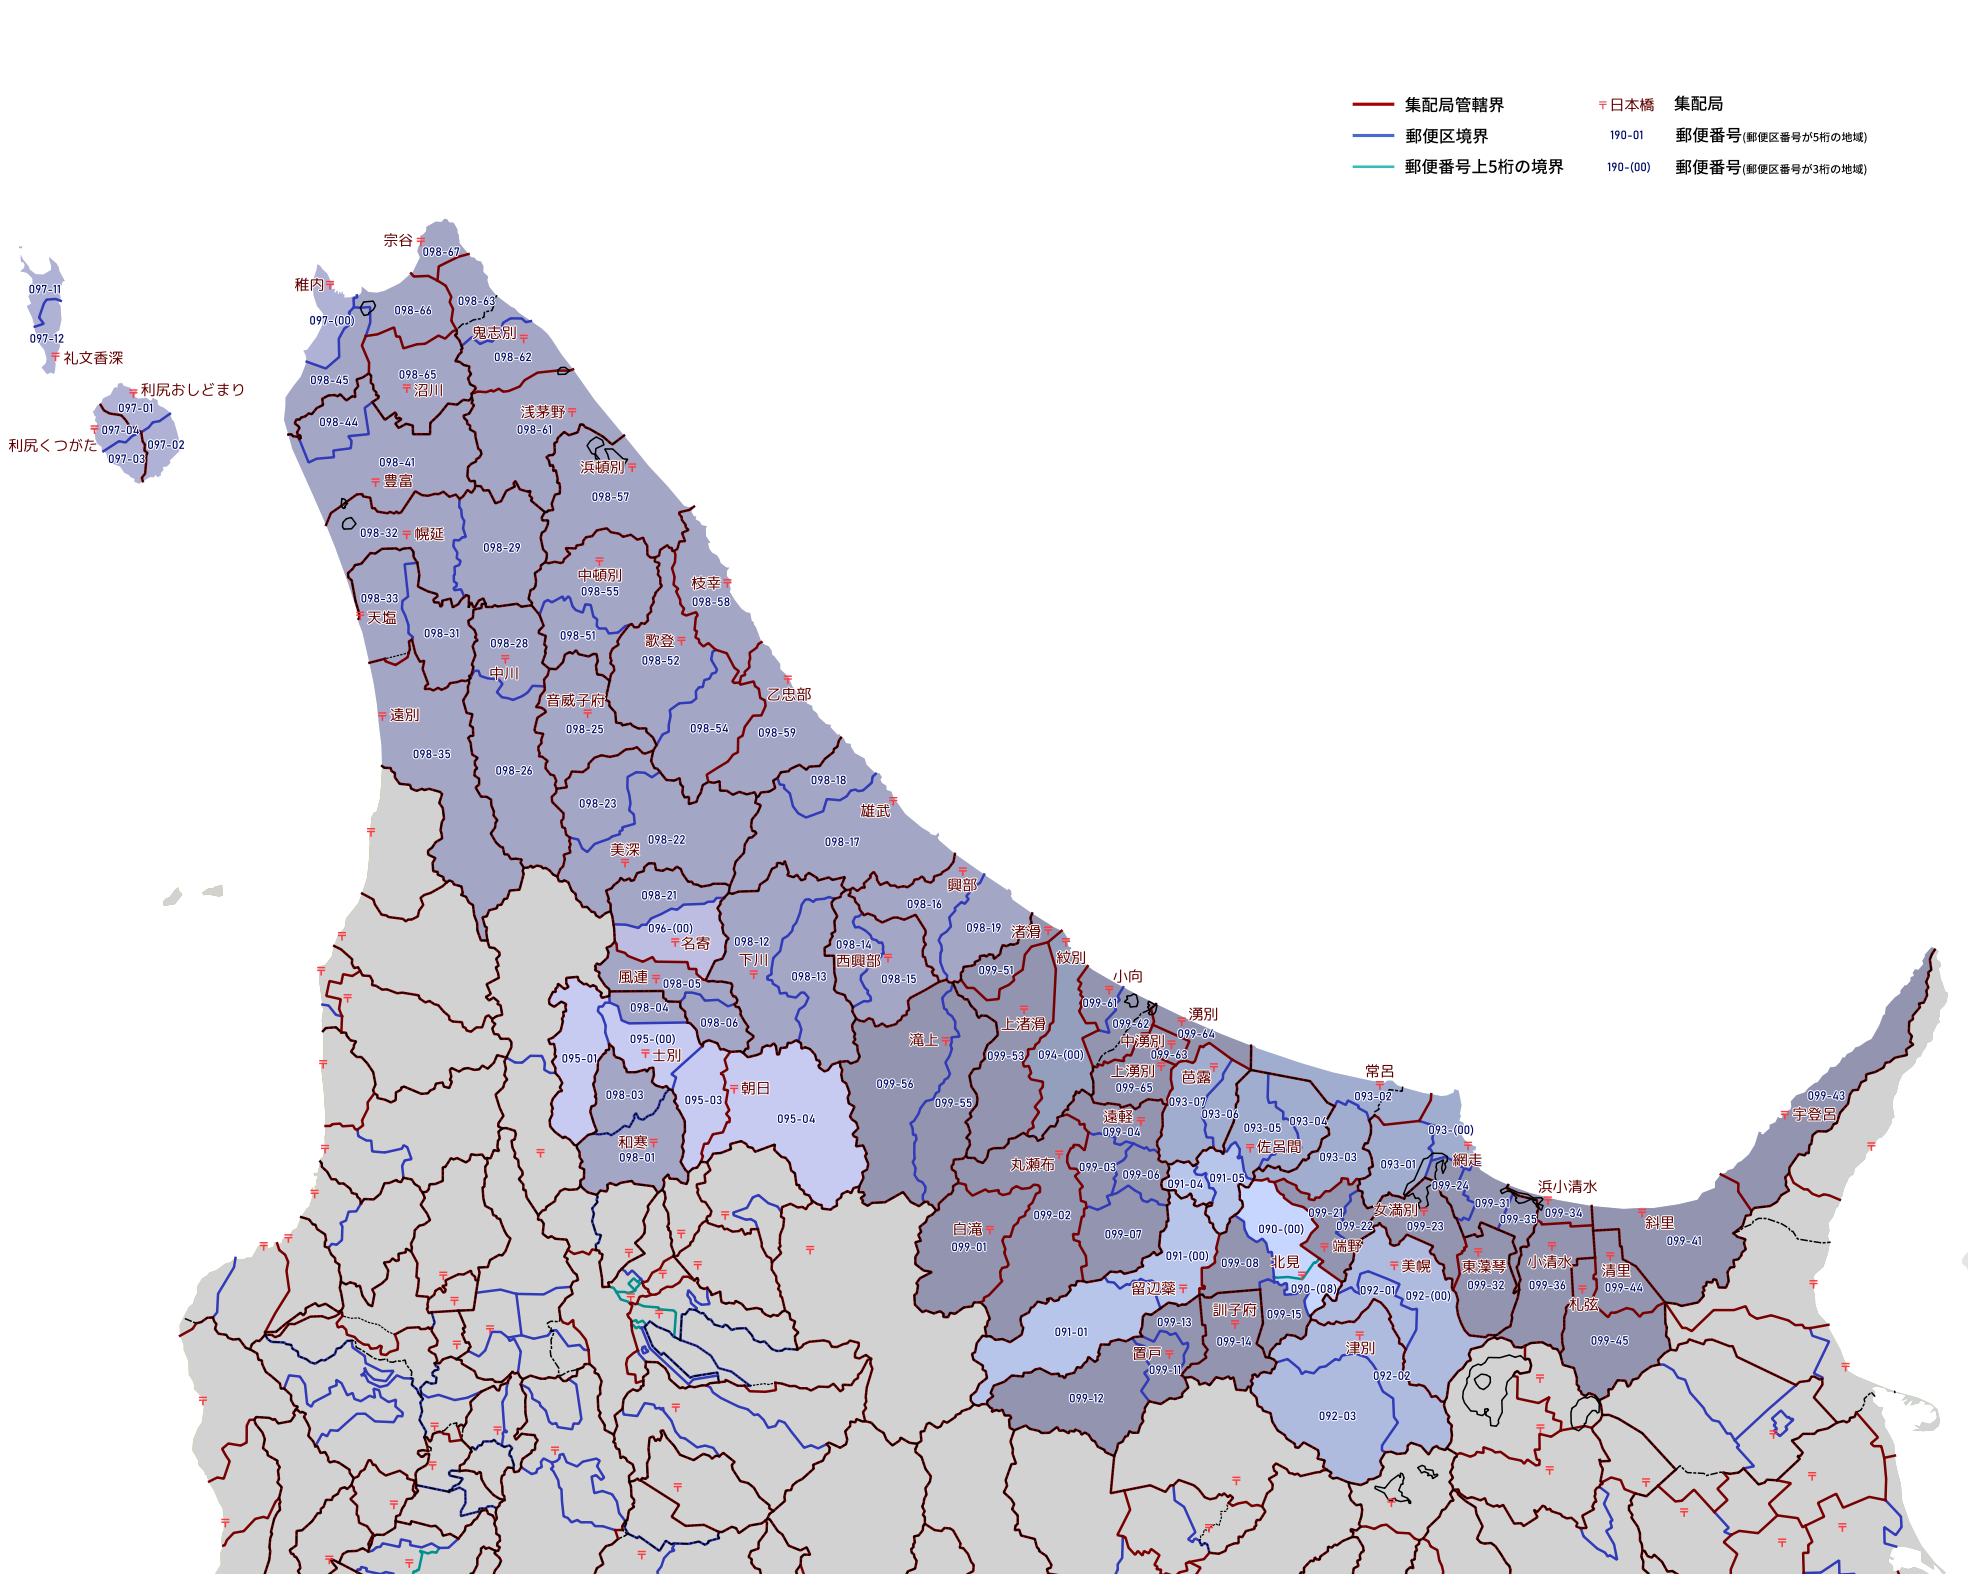 集配局管轄界
〒日本橋 集配局
郵便区境界
190-01 郵便番号(郵便区番号が5桁の地域)
郵便番号上5桁の境界
190-(00) 郵便番号(郵便区番号が3桁の地域)
宗谷
098-67
稚内
097-11
098-63
098-66
097-(00)
鬼志別
097-12
098-62
礼文香深
098-65
098-45
沼川
利尻おしどまり
097-01
浅茅野
098-44
097-04
098-61
利尻くつがた
097-02
097-03
098-41
浜頓別
豊富
098-57
098-32
幌延
098-29
中頓別
枝幸
098-55
098-33
098-58
天塩
098-31
098-51
歌登
098-28
098-52
中川
乙忠部
音威子府
遠別
098-25
098-54
098-59
098-35
098-26
098-18
098-23
雄武
098-22
098-17
美深
興部
098-21
098-16
096-(00)
098-19
渚滑
名寄
098-12
098-14
紋別
下川
西興部
099-51
風連
098-05
098-13
098-15
小向
099-61
098-04
湧別
098-06
上渚滑
099-62
095-(00)
滝上
中湧別
099-64
士別
099-53
094-(00)
099-63
095-01
上湧別
芭露
常呂
朝日
099-56
099-65
098-03
095-03
099-55
093-07
093-02
099-43
095-04
遠軽
093-06
093-04
宇登呂
099-04
093-05
093-(00)
和寒
佐呂間
098-01
丸瀬布
093-03
093-01
網走
099-03
099-06
091-04
091-05
099-24
浜小清水
099-02
099-21
女満別
099-31
099-34
099-35
斜里
白滝
099-07
090-(00)
099-22
099-23
099-01
端野
099-41
091-(00)
099-08
北見
美幌
東藻琴
小清水
清里
留辺蘂
090-(08)
092-01
092-(00)
099-32
099-36
099-44
訓子府
099-15
札弦
099-13
091-01
099-14
099-45
置戸
津別
099-11
092-02
099-12
092-03